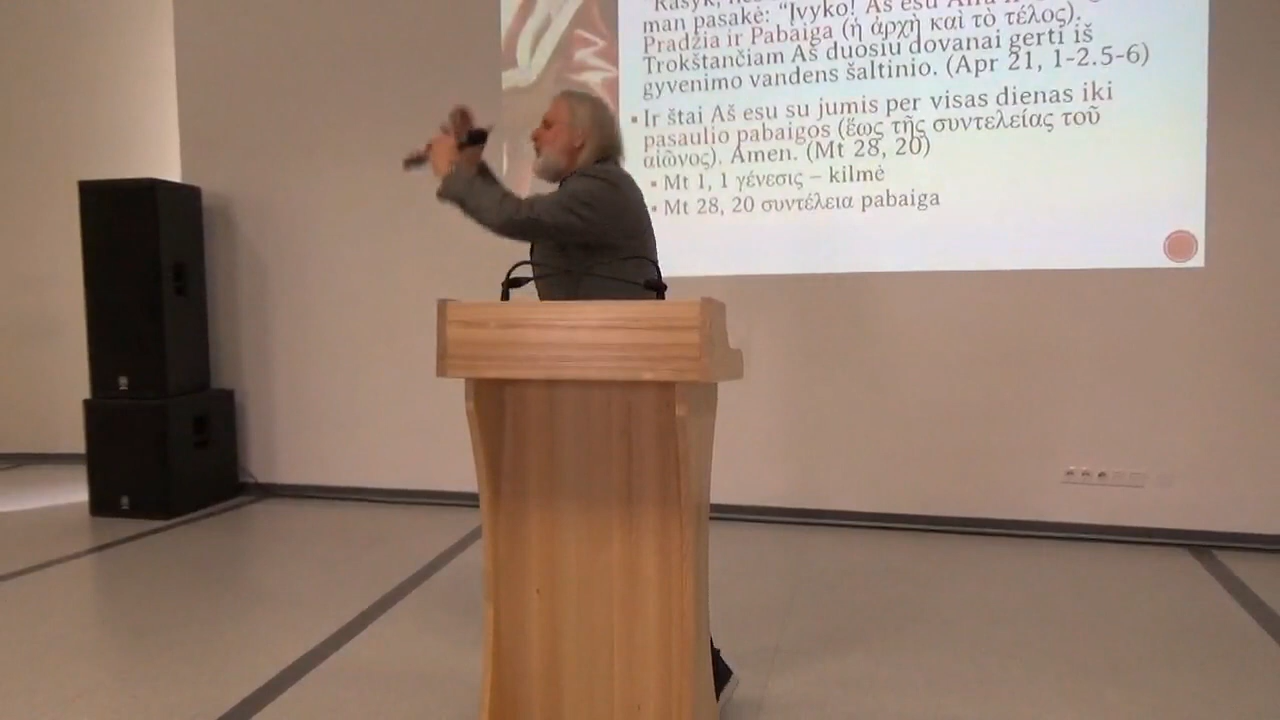 "Rašyk,
man pasakė: "Įvyko! Aš esu
Pradžia ir Pabaiga (ἡ ἀρχὴ καὶ τὸ τέλος).
Trokštančiam Aš duosiu dovanai gerti iš
gyvenimo vandens šaltinio. (Apr 21, 1-2.5-6)
Ir štai Aš esu su jumis per visas dienas iki
pasaulio pabaigos (ἕως τῆς συντελείας τοῦ
αἰῶνος). Amen. (Mt 28, 20)
Mt 1, 1 γένεσις – kilmė
Mt 28, 20 συντέλεια pabaiga